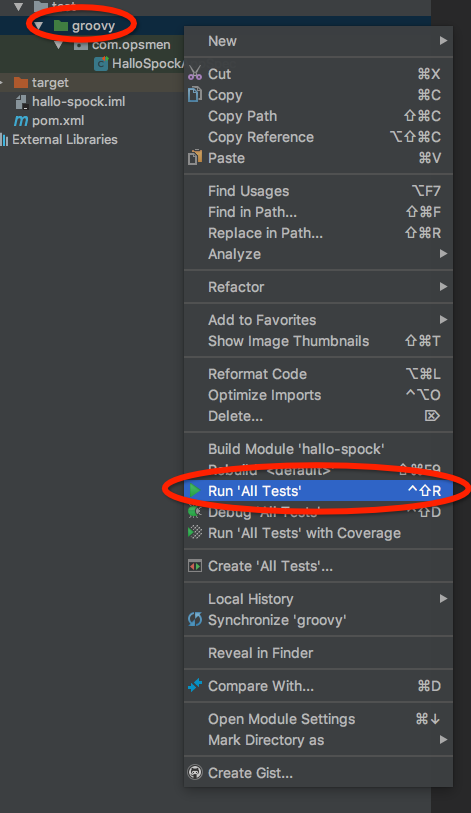 test
groovy
com.opsmen
HalloSpock
target
hallo-spock.iml
pom.xml
External Libraries
New
Cut ⌘X
Copy ⌘C
Copy Path ⇧⌘C
Copy Reference ⌥⇧⌘C
Paste ⌘V
Find Usages ⌥F7
Find in Path... ⇧⌘F
Replace in Path... ⇧⌘R
Analyze
Refactor
Add to Favorites
Show Image Thumbnails ⇧⌘T
Reformat Code ⌥⌘L
Optimize Imports ^⌥O
Delete... ⌦
Build Module 'hallo-spock'
Rebuild '<default>' ⇧⌘F9
Run 'All Tests' ^⇧R
Debug 'All Tests' ^⇧D
Run 'All Tests' with Coverage
Create 'All Tests'...
Local History
Synchronize 'groovy'
Reveal in Finder
Compare With... ⌘D
Open Module Settings ⌘↓
Mark Directory as
Create Gist...